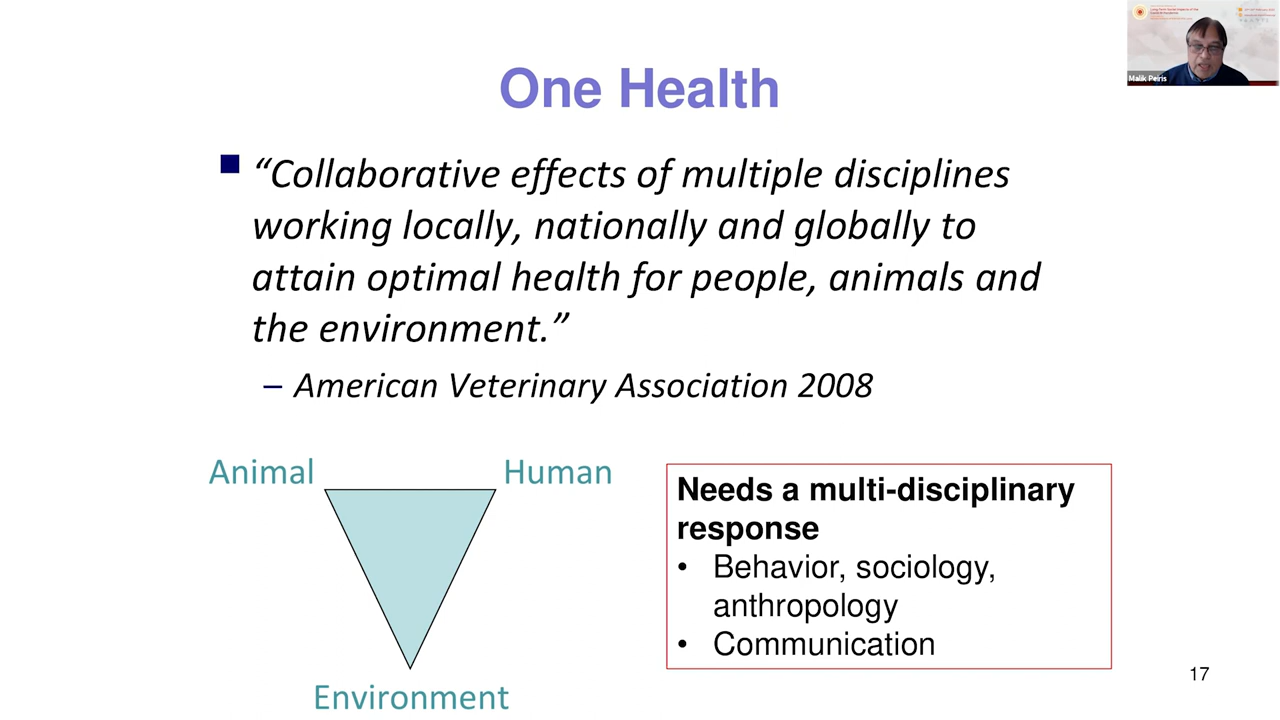 Malik Peiris
One Health
“Collaborative effects of multiple disciplines
working locally, nationally and globally to
attain optimal health for people, animals and
the environment.”
– American Veterinary Association 2008
Animal
Human
Environment
Needs a multi-disciplinary
response
• Behavior, sociology,
anthropology
• Communication
17